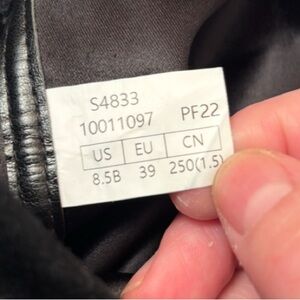 S4833
10011097 PF22
US EU CN
8.5B 39 250(1.5)